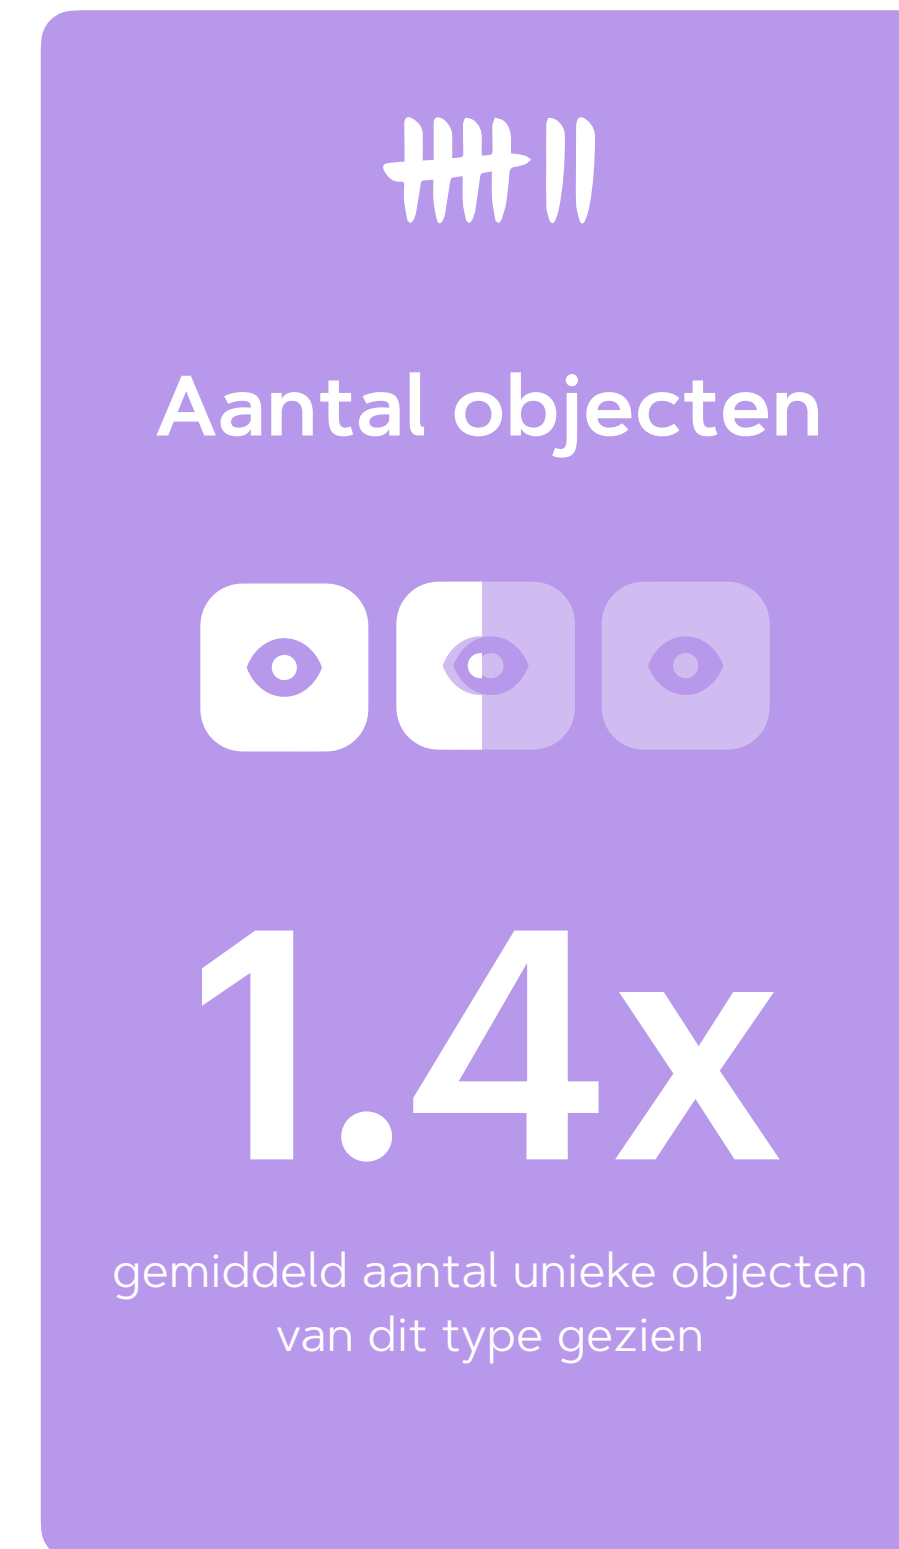 Aantal objecten
1.4x
gemiddeld aantal unieke objecten
van dit type gezien